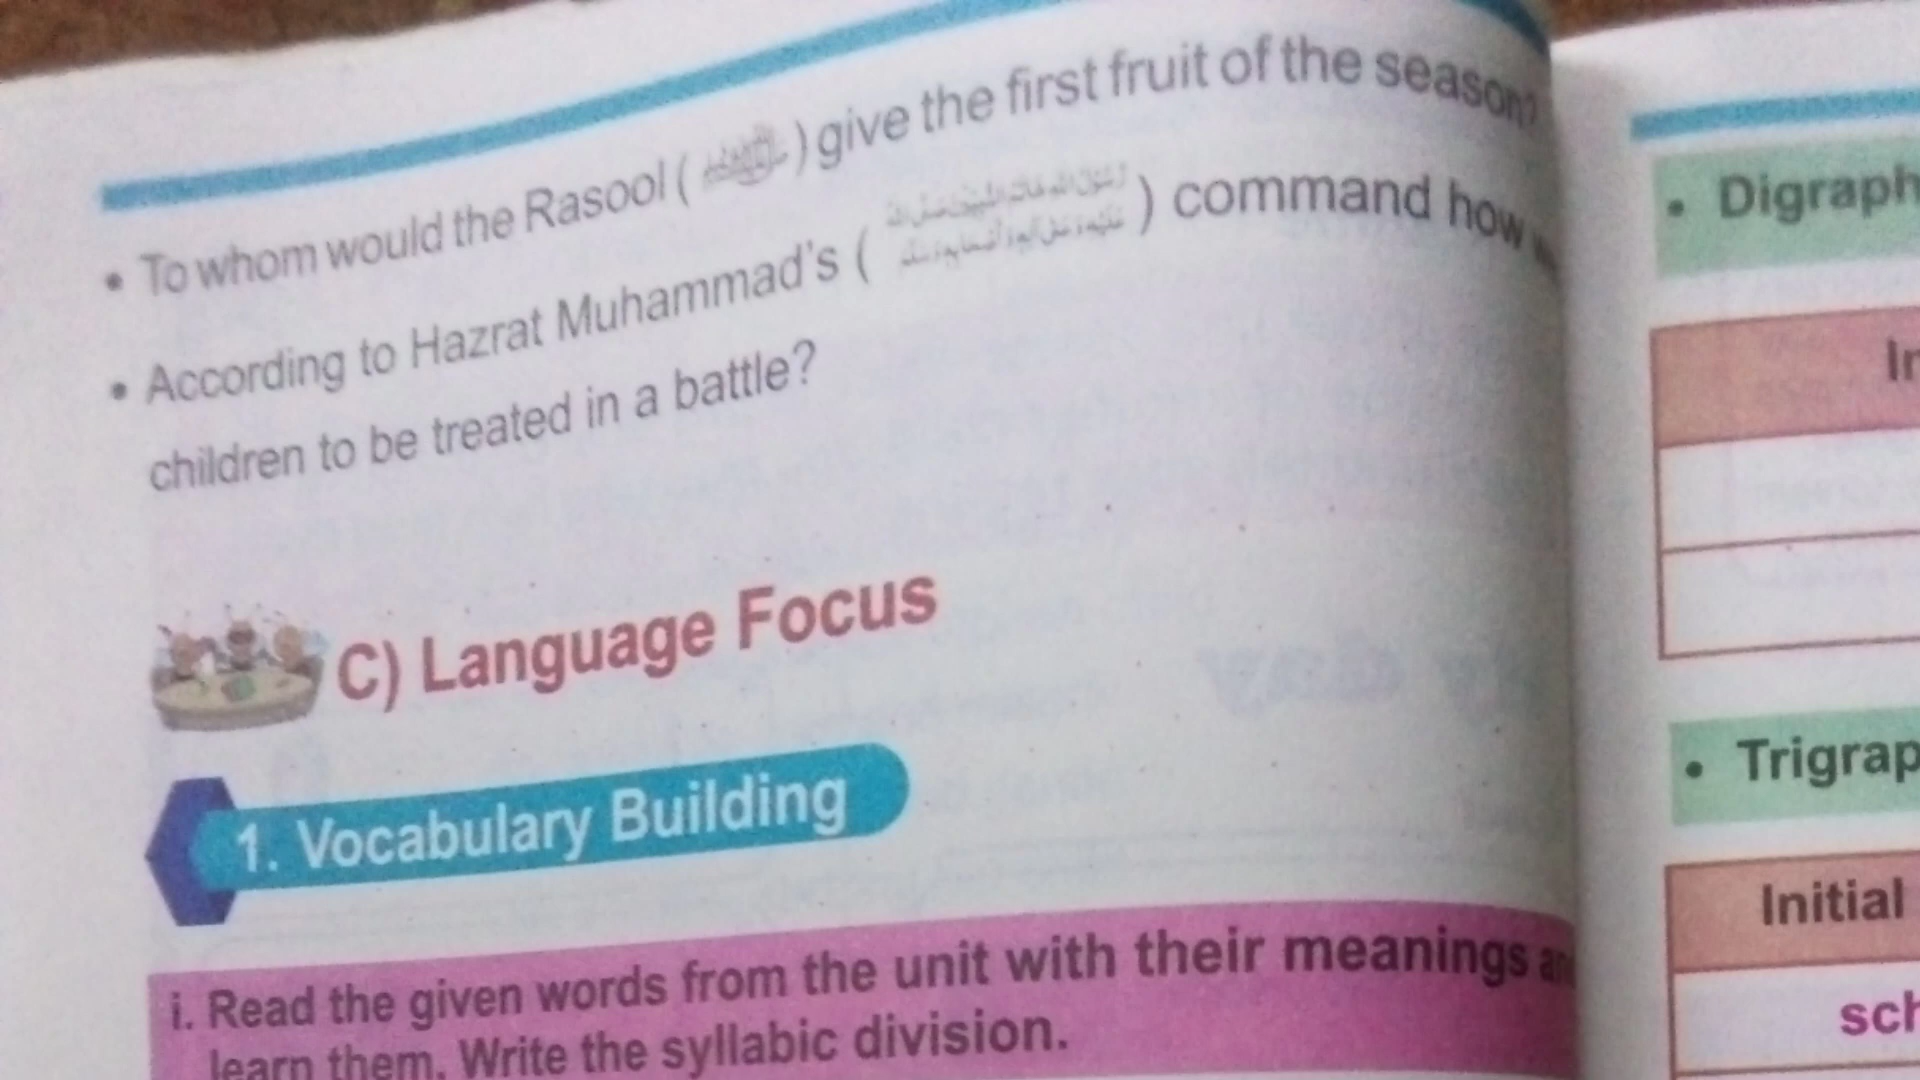 • To whom would the Rasool ( ) give the first fruit of the season?
• According to Hazrat Muhammad's ( ) command how
children to be treated in a battle?
C) Language Focus
1. Vocabulary Building
i. Read the given words from the unit with their meanings
learn them. Write the syllabic division.
• Digraph
• Trigrap
Initial
sch